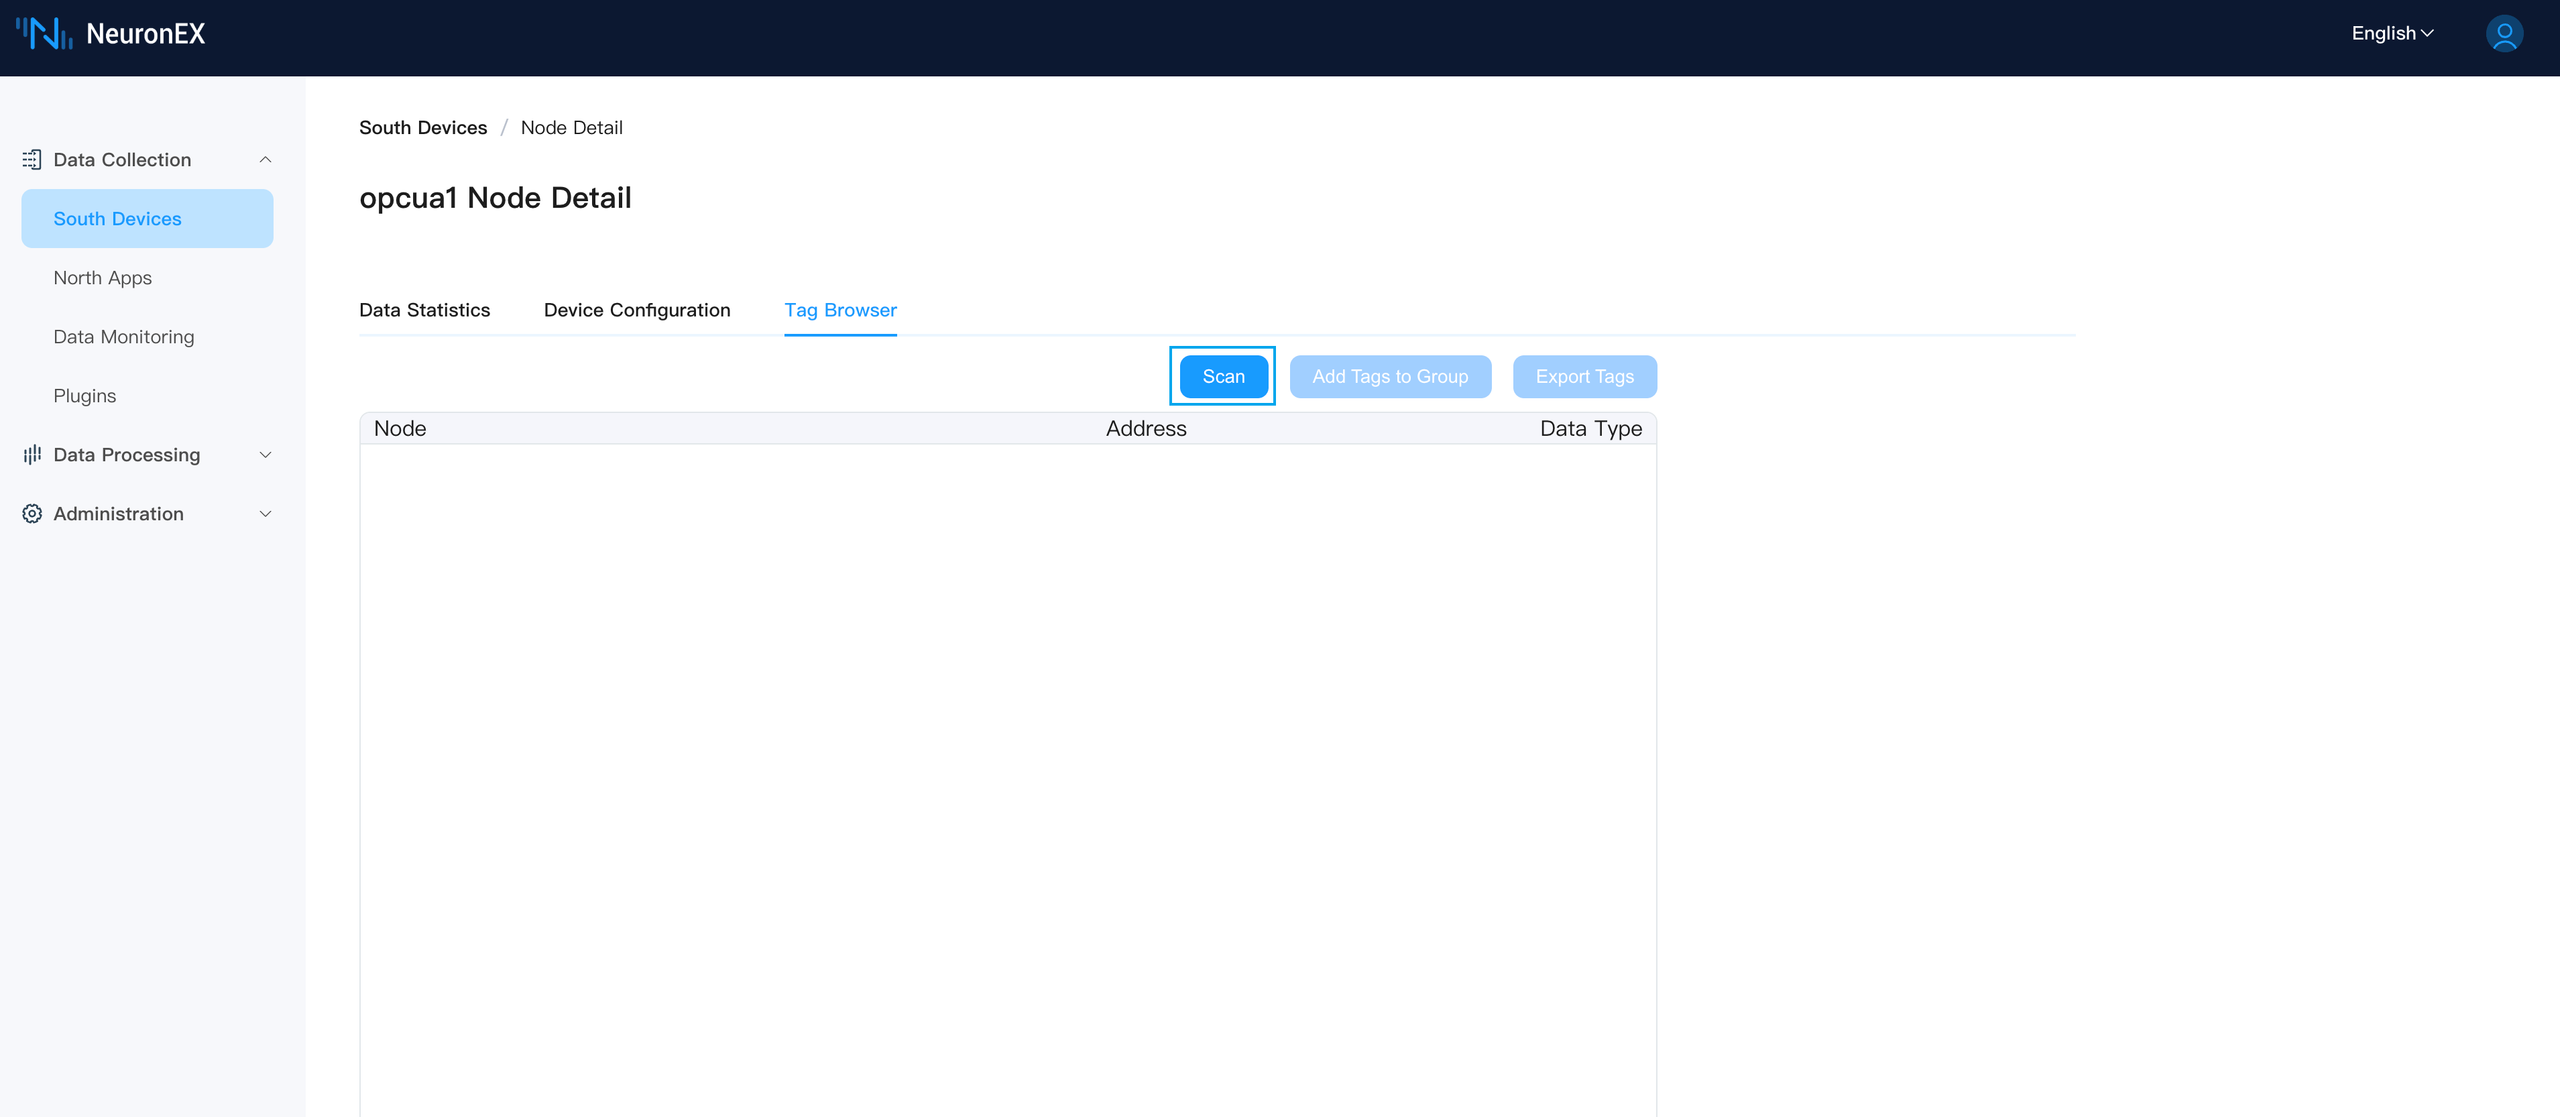 NeuronEX
English
South Devices / Node Detail
Data Collection
opcua1 Node Detail
South Devices
North Apps
Data Statistics Device Configuration Tag Browser
Data Monitoring
Scan Add Tags to Group Export Tags
Plugins
Node Address Data Type
Data Processing
Administration